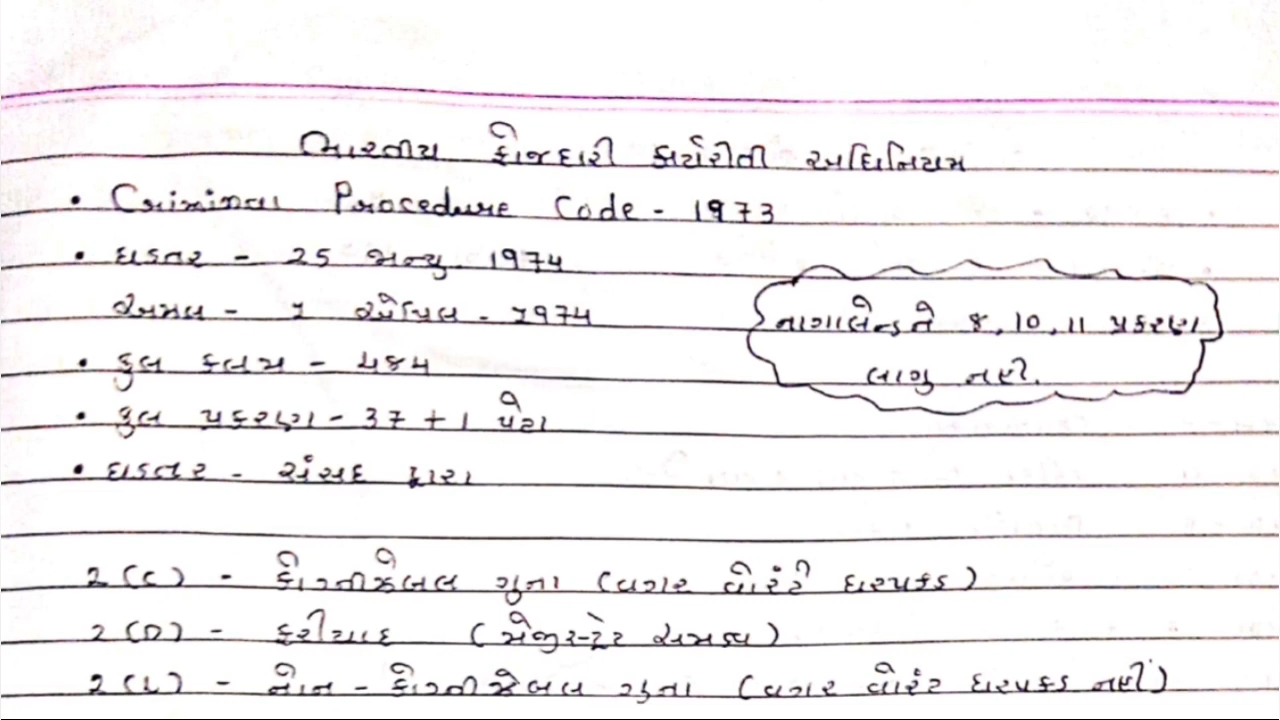 ભારતીય ફોજદારી કાર્યરીતી અધિનિયમ
• Criminal Procedure Code - 1973
• ઘડતર - 25 જાન્યુ. 1974
અમલ - 1 એપ્રિલ - 1974
નાગાલેન્ડને 8, 10, 11 પ્રકરણ
લાગુ નહી.
• કુલ કલમ - ૫૮૪
• કુલ પ્રકરણ - 37 + 1 પેટા
• ઘડતર - સંસદ દ્વારા
2 (C) - કોગ્નીઝેબલ ગુના (વગર વોરંટે ધરપકડ)
2 (D) - ફરીયાદ (મેજીસ્ટ્રેટ સમક્ષ)
2 (L) - નોન - કોગ્નીઝેબલ ગુના (વગર વોરંટ ધરપકડ નહીં)